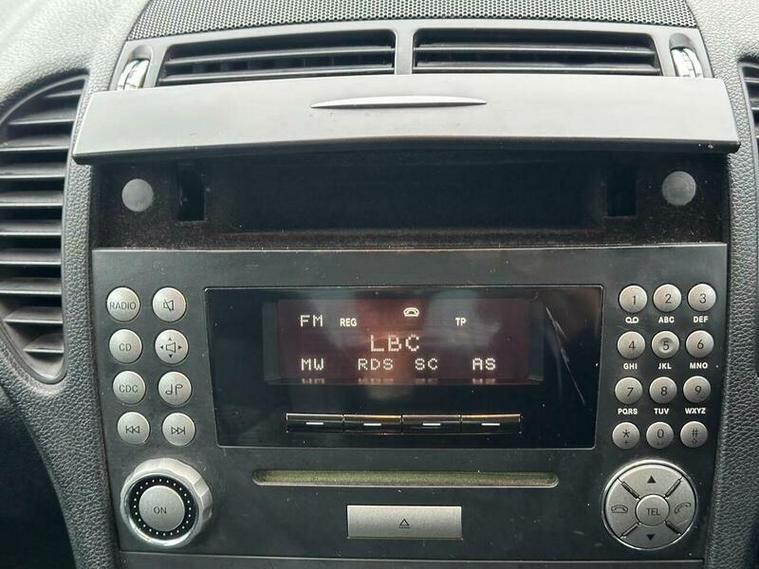 FM REG TP
LBC
MW RDS SC AS
RADIO
CD
CDC
ON
1 2 3
ABC DEF
4 5 6
GHI JKL MNO
7 8 9
PQRS TUV WXYZ
* 0 #
TEL